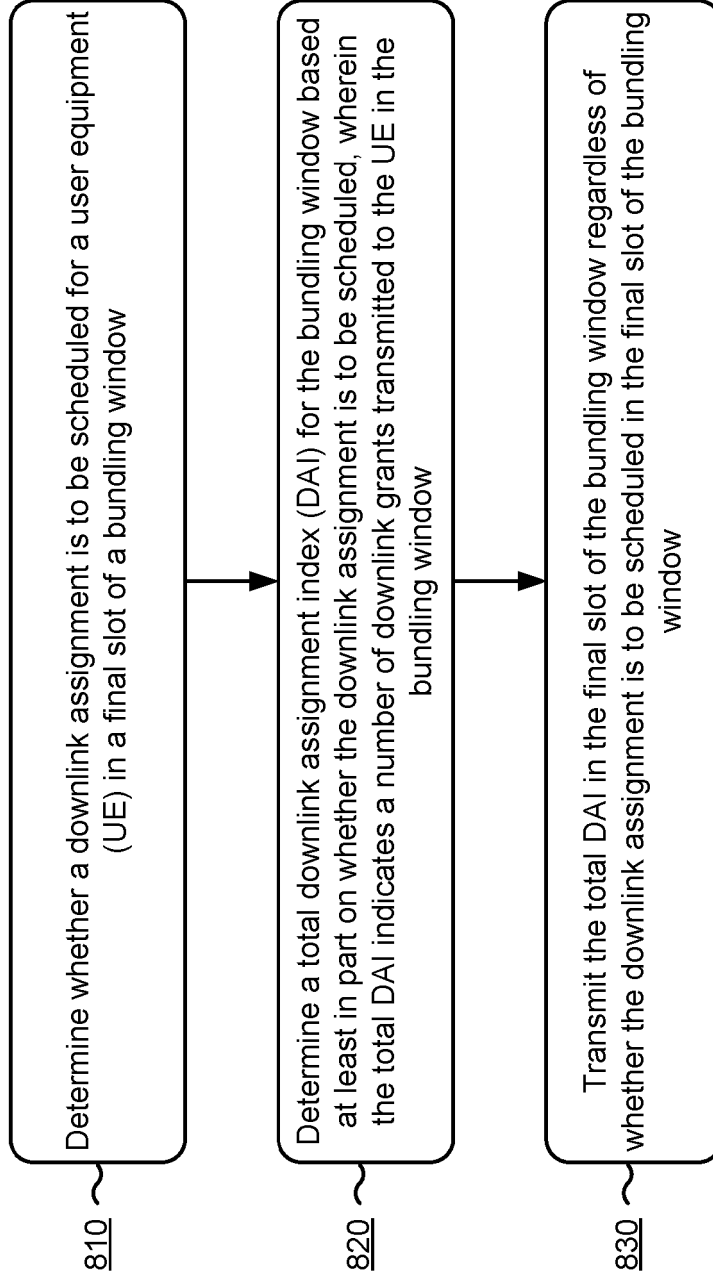 810
Determine whether a downlink assignment is to be scheduled for a user equipment
(UE) in a final slot of a bundling window
820
Determine a total downlink assignment index (DAI) for the bundling window based
at least in part on whether the downlink assignment is to be scheduled, wherein
the total DAI indicates a number of downlink grants transmitted to the UE in the
bundling window
830
Transmit the total DAI in the final slot of the bundling window regardless of
whether the downlink assignment is to be scheduled in the final slot of the bundling
window